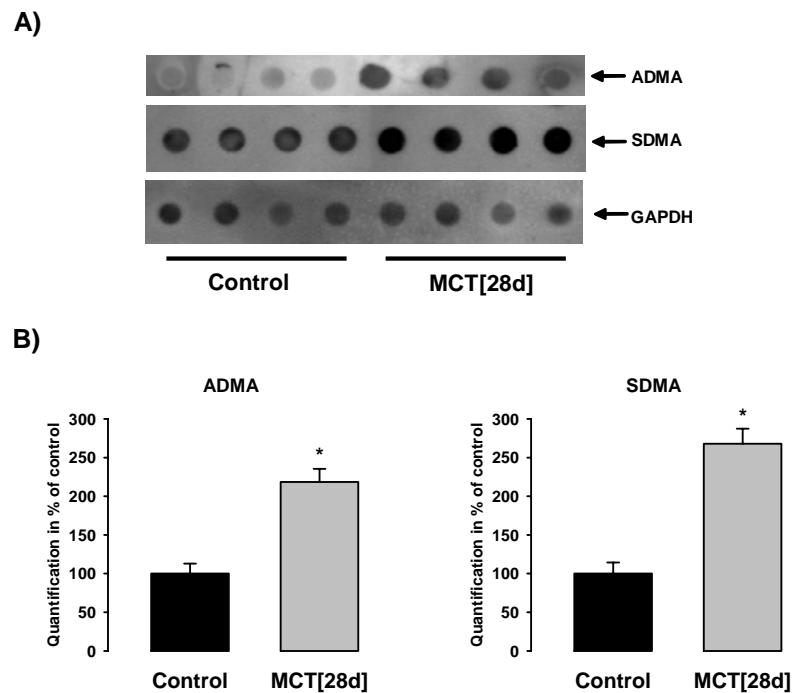 A)
ADMA
SDMA
GAPDH
Control MCT[28d]
B)
ADMA
Quantification in % of control
300
250
200
150
100
50
0
*
Control MCT[28d]
SDMA
Quantification in % of control
300
250
200
150
100
50
0
*
Control MCT[28d]